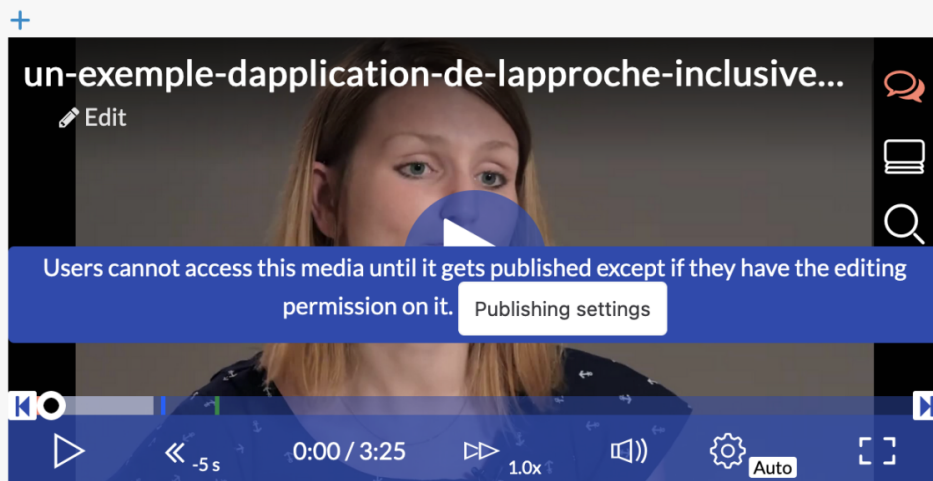 un-exemple-dapplication-de-lapproche-inclusive...
Edit
Users cannot access this media until it gets published except if they have the editing
permission on it. Publishing settings
-5 s 0:00 / 3:25 1.0x Auto